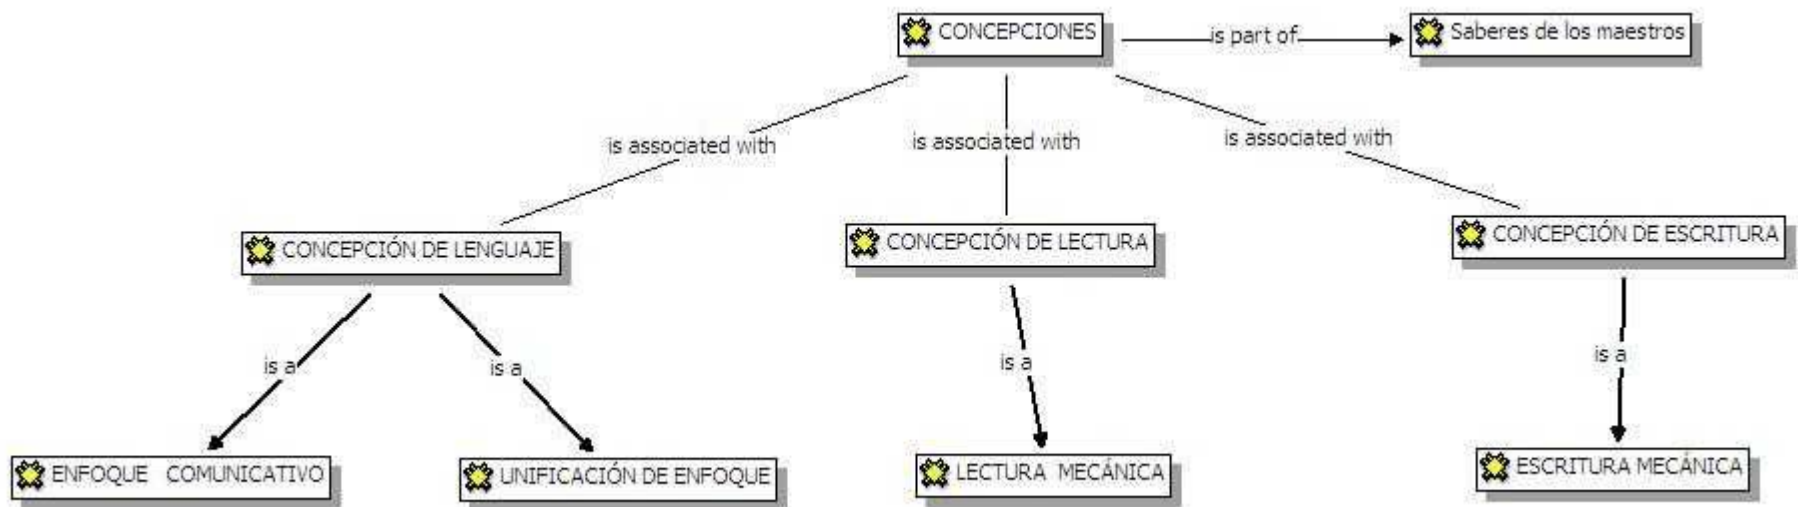 CONCEPCIONES
is part of
Saberes de los maestros
is associated with
is associated with
is associated with
CONCEPCIÓN DE LENGUAJE
CONCEPCIÓN DE LECTURA
CONCEPCIÓN DE ESCRITURA
is a
is a
is a
is a
ENFOQUE COMUNICATIVO
UNIFICACIÓN DE ENFOQUE
LECTURA MECÁNICA
ESCRITURA MECÁNICA